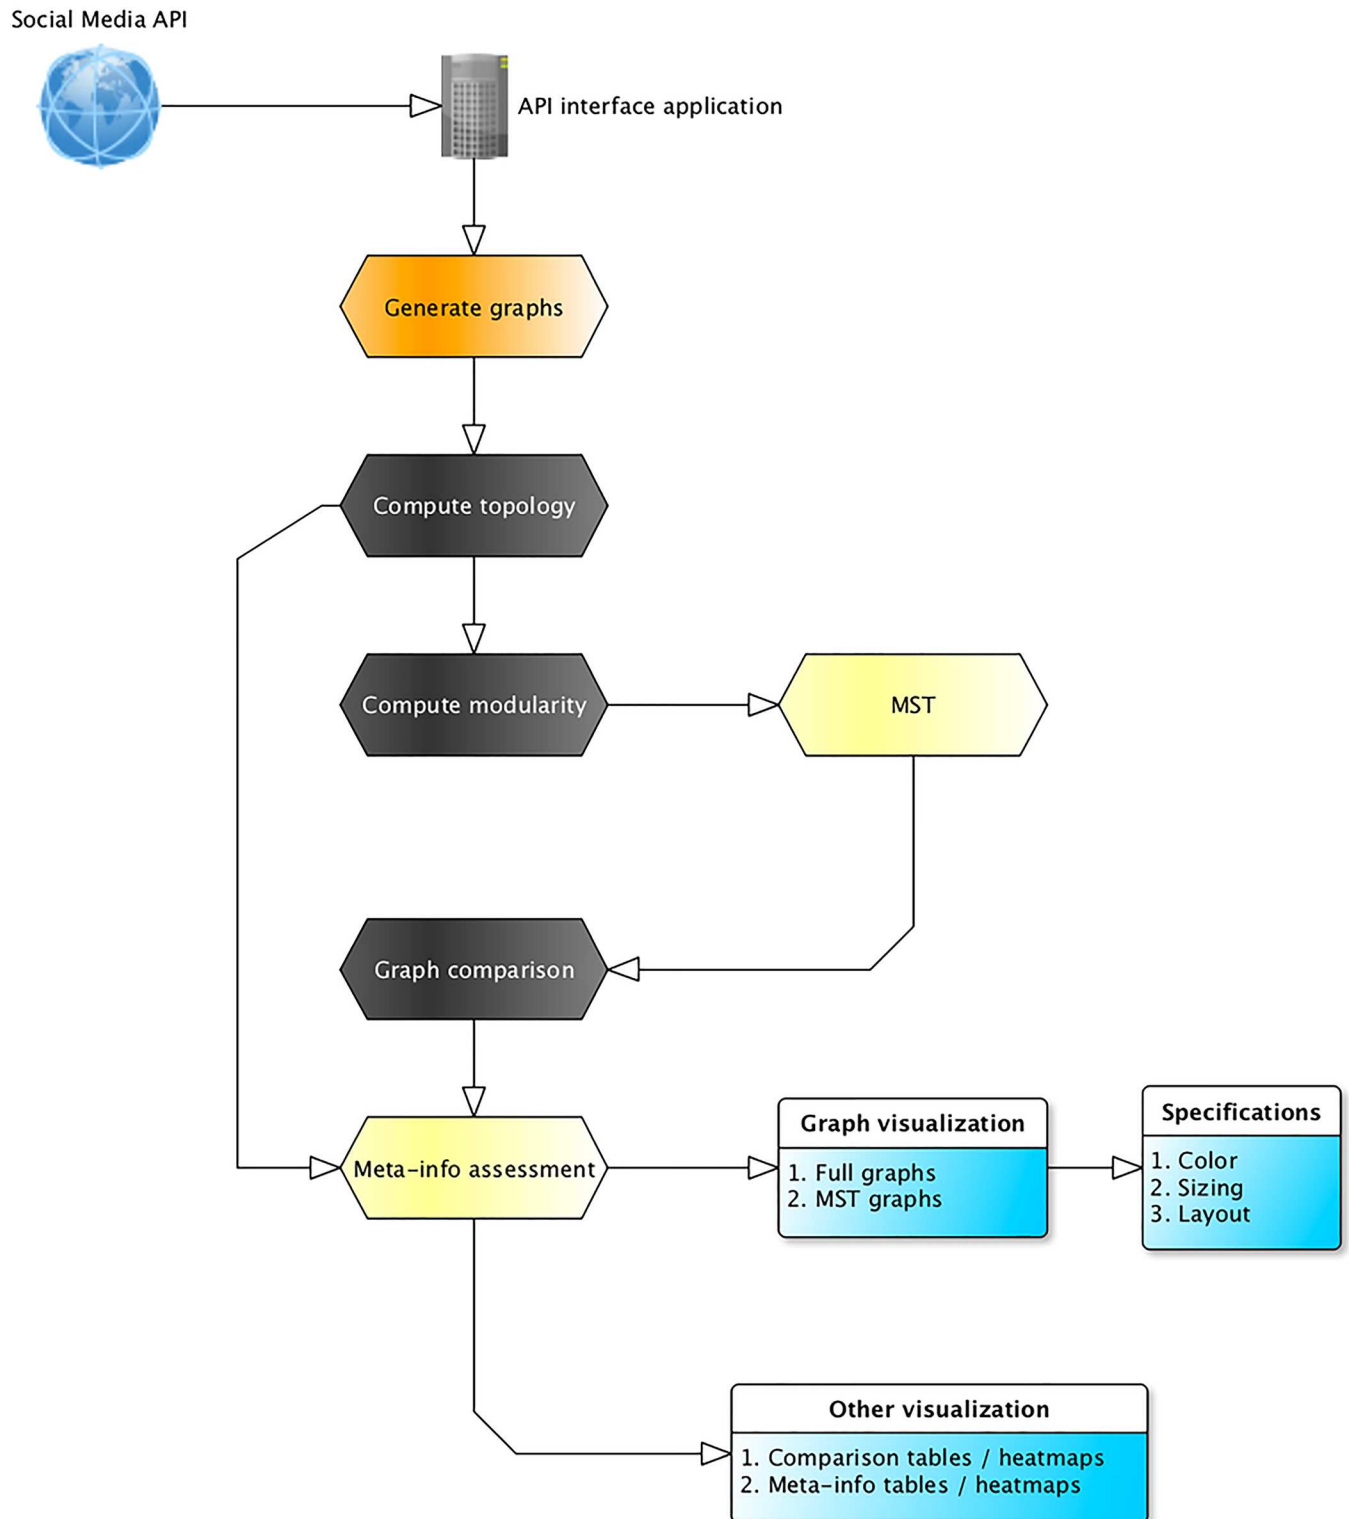 Social Media API
API interface application
Generate graphs
Compute topology
Compute modularity
MST
Graph comparison
Meta-info assessment
Graph visualization
1. Full graphs
2. MST graphs
Specifications
1. Color
2. Sizing
3. Layout
Other visualization
1. Comparison tables / heatmaps
2. Meta-info tables / heatmaps